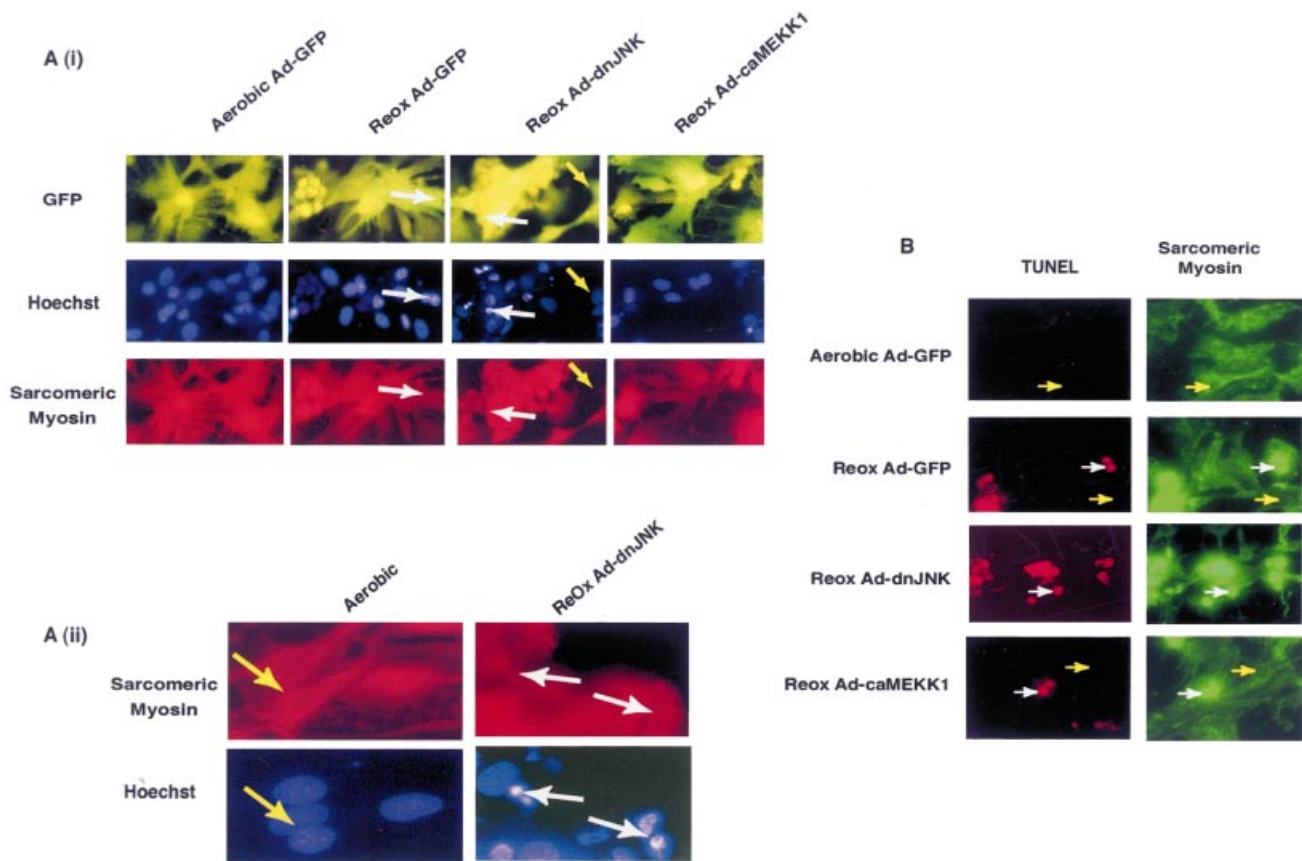 A (i)
Aerobic Ad-GFP
Reox Ad-GFP
Reox Ad-dnJNK
Reox Ad-caMEKK1
GFP
Hoechst
Sarcomeric
Myosin
A (ii)
Aerobic
ReOx Ad-dnJNK
Sarcomeric
Myosin
Hoechst
B
TUNEL
Sarcomeric
Myosin
Aerobic Ad-GFP
Reox Ad-GFP
Reox Ad-dnJNK
Reox Ad-caMEKK1